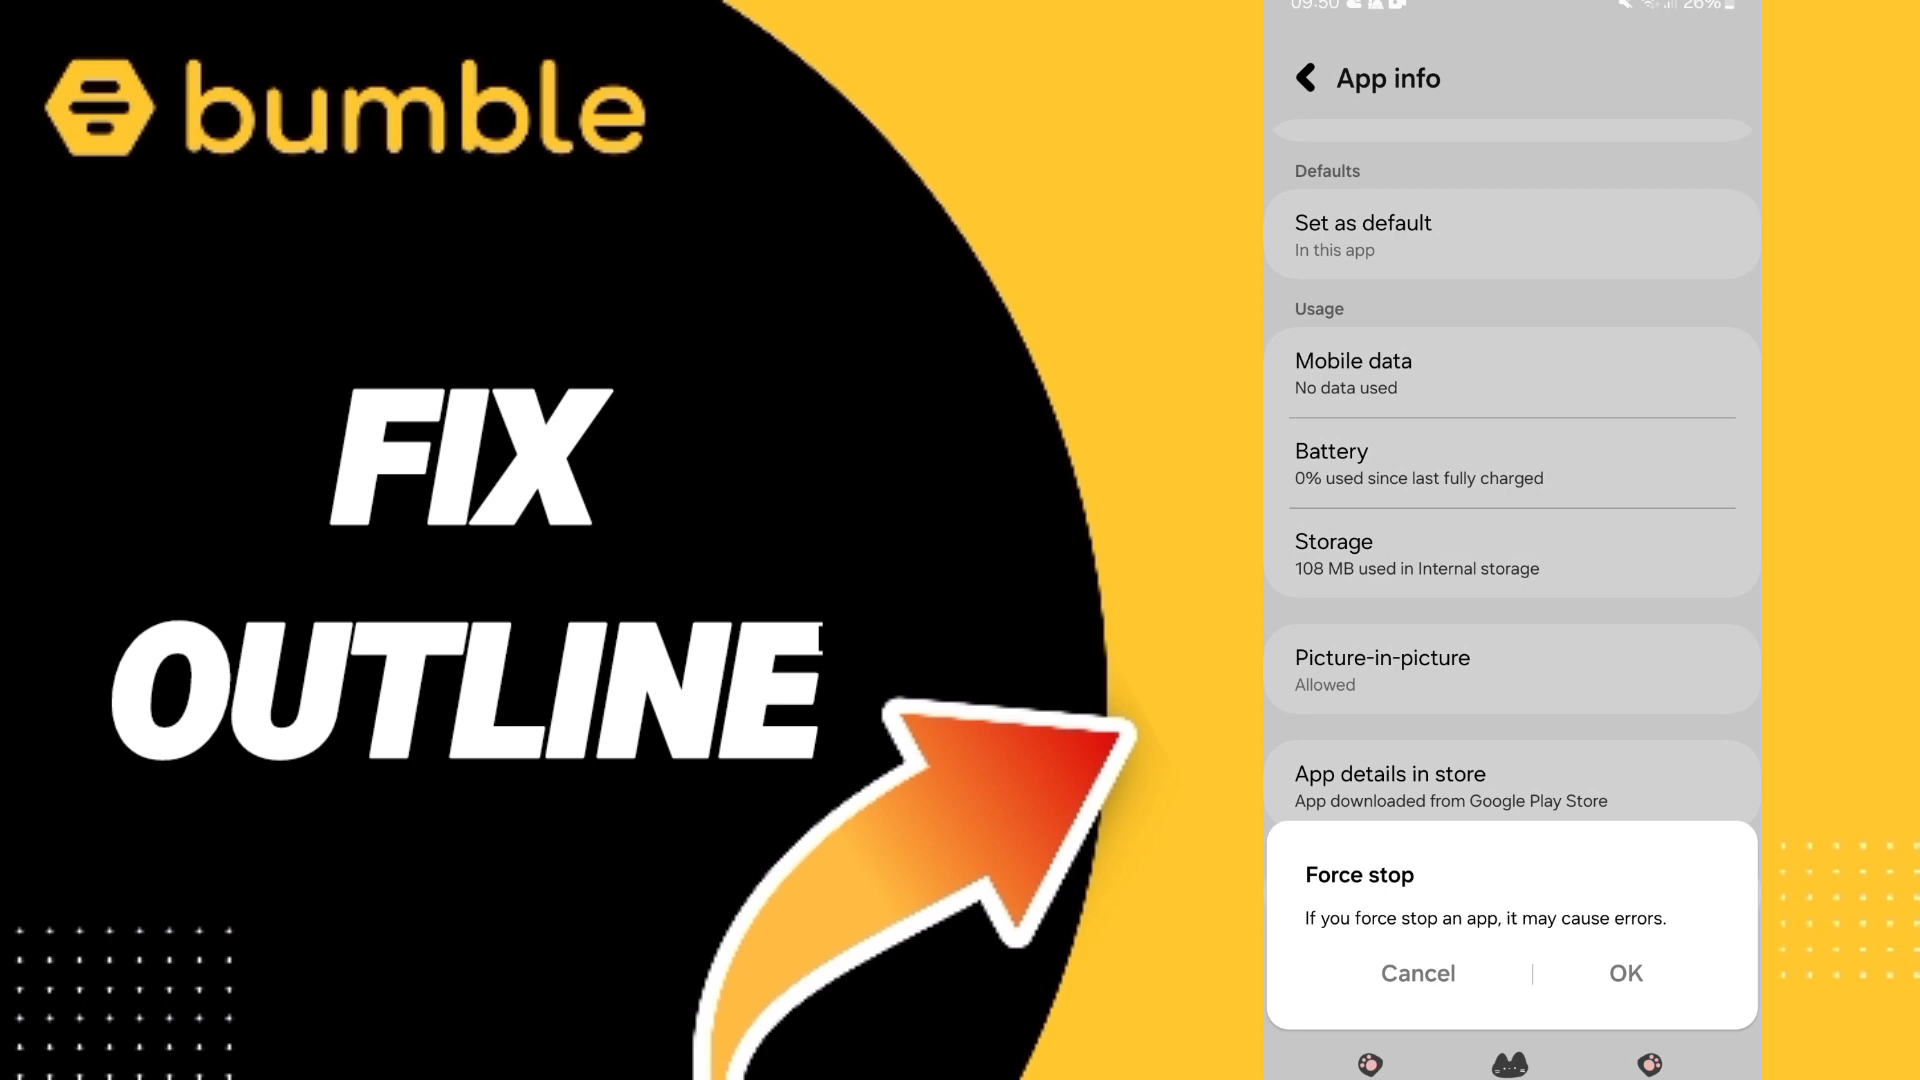 bumble
FIX
OUTLINE
09:50
26%
App info
Defaults
Set as default
In this app
Usage
Mobile data
No data used
Battery
0% used since last fully charged
Storage
108 MB used in Internal storage
Picture-in-picture
Allowed
App details in store
App downloaded from Google Play Store
Force stop
If you force stop an app, it may cause errors.
Cancel
OK